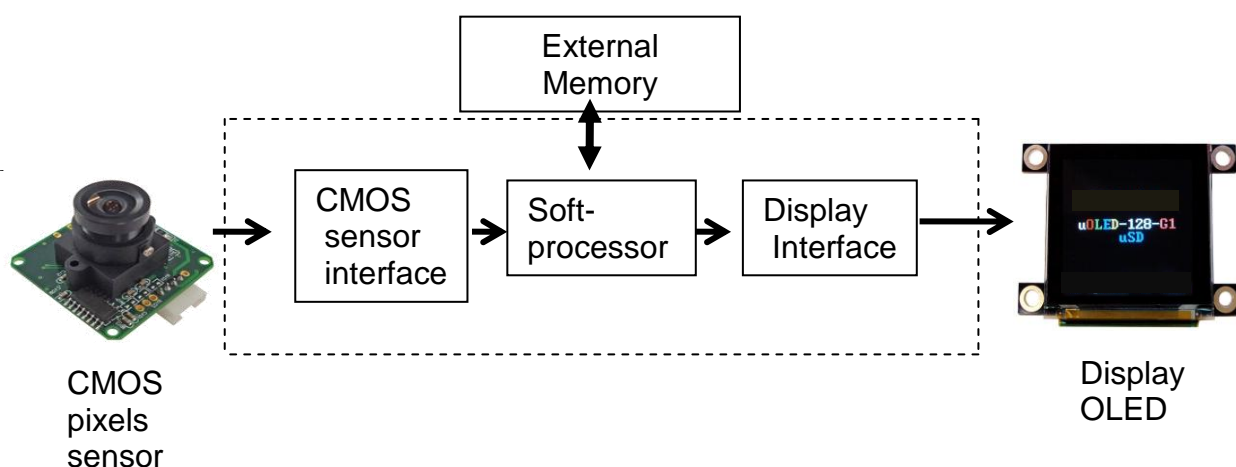 External
Memory
CMOS
sensor
interface
Soft-
processor
Display
Interface
uOLED-128-G1
uSD
CMOS
pixels
sensor
Display
OLED